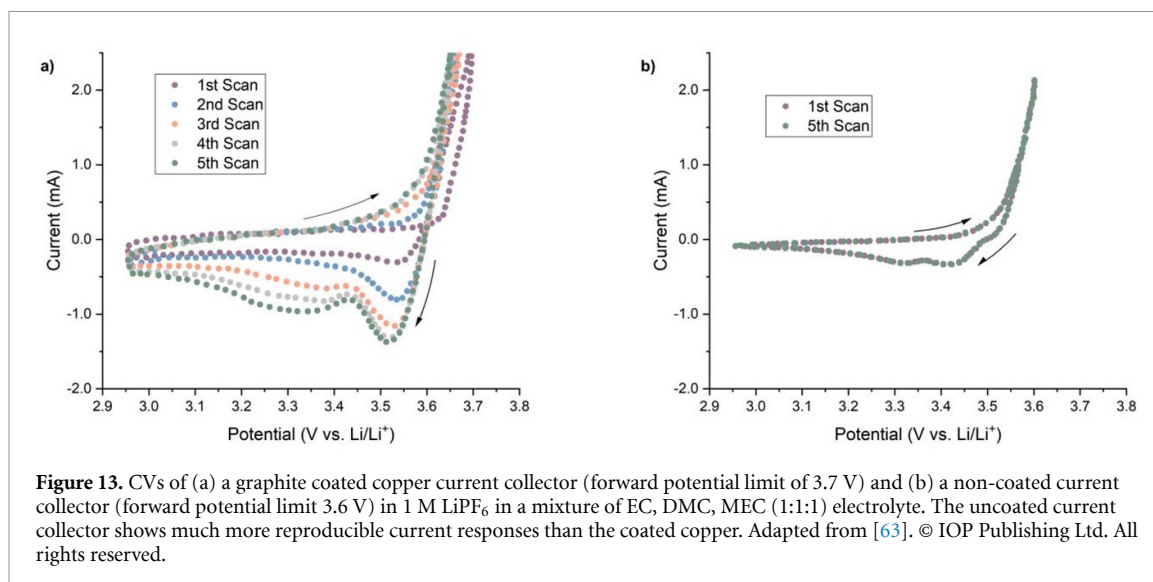 a)
2.0
1.0
0.0
-1.0
-2.0
Current (mA)
1st Scan
2nd Scan
3rd Scan
4th Scan
5th Scan
2.9 3.0 3.1 3.2 3.3 3.4 3.5 3.6 3.7 3.8
Potential (V vs. Li/Li⁺)
b)
2.0
1.0
0.0
-1.0
-2.0
Current (mA)
1st Scan
5th Scan
2.9 3.0 3.1 3.2 3.3 3.4 3.5 3.6 3.7 3.8
Potential (V vs. Li/Li⁺)
Figure 13. CVs of (a) a graphite coated copper current collector (forward potential limit of 3.7 V) and (b) a non-coated current
collector (forward potential limit 3.6 V) in 1 M LiPF₆ in a mixture of EC, DMC, MEC (1:1:1) electrolyte. The uncoated current
collector shows much more reproducible current responses than the coated copper. Adapted from [63]. © IOP Publishing Ltd. All
rights reserved.